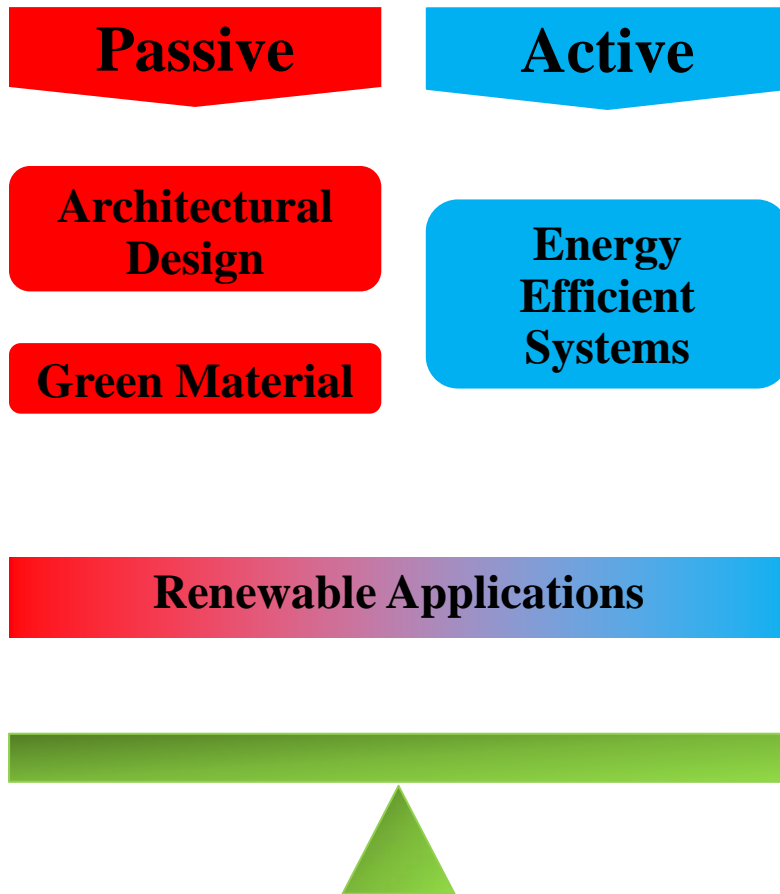 Passive
Active
Architectural
Design
Green Material
Energy
Efficient
Systems
Renewable Applications